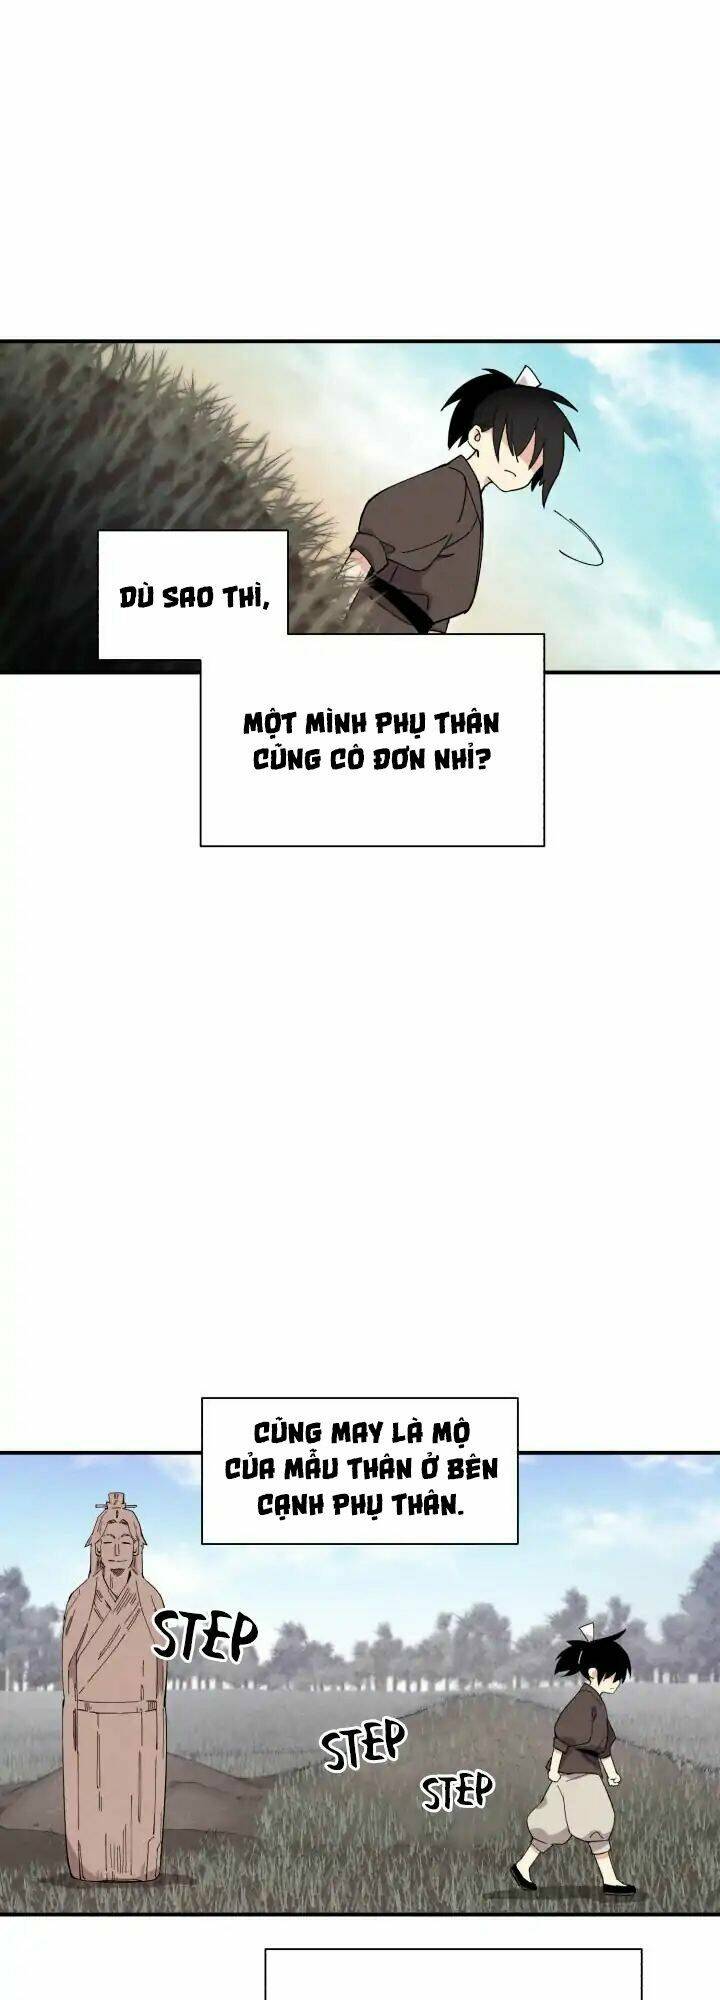 DÙ SAO THÌ,
MỘT MÌNH PHỤ THÂN
CŨNG CÔ ĐƠN NHỈ?
CŨNG MAY LÀ MỘ
CỦA MẪU THÂN Ở BÊN
CẠNH PHỤ THÂN.
STEP
STEP
STEP